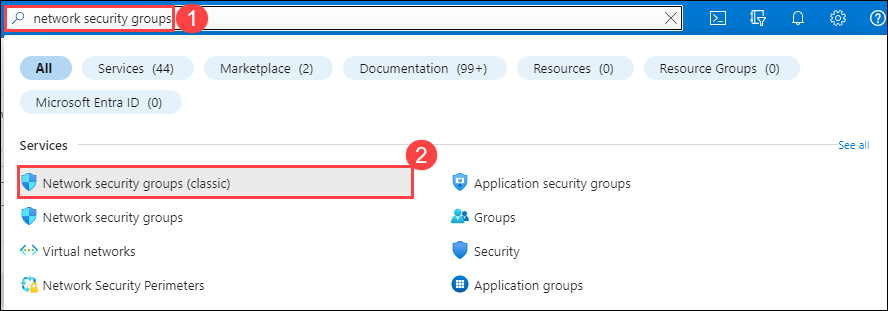 network security groups 1
All Services (44) Marketplace (2) Documentation (99+) Resources (0) Resource Groups (0)
Microsoft Entra ID (0)
Services See all
2
Network security groups (classic) Application security groups
Network security groups Groups
Virtual networks Security
Network Security Perimeters Application groups